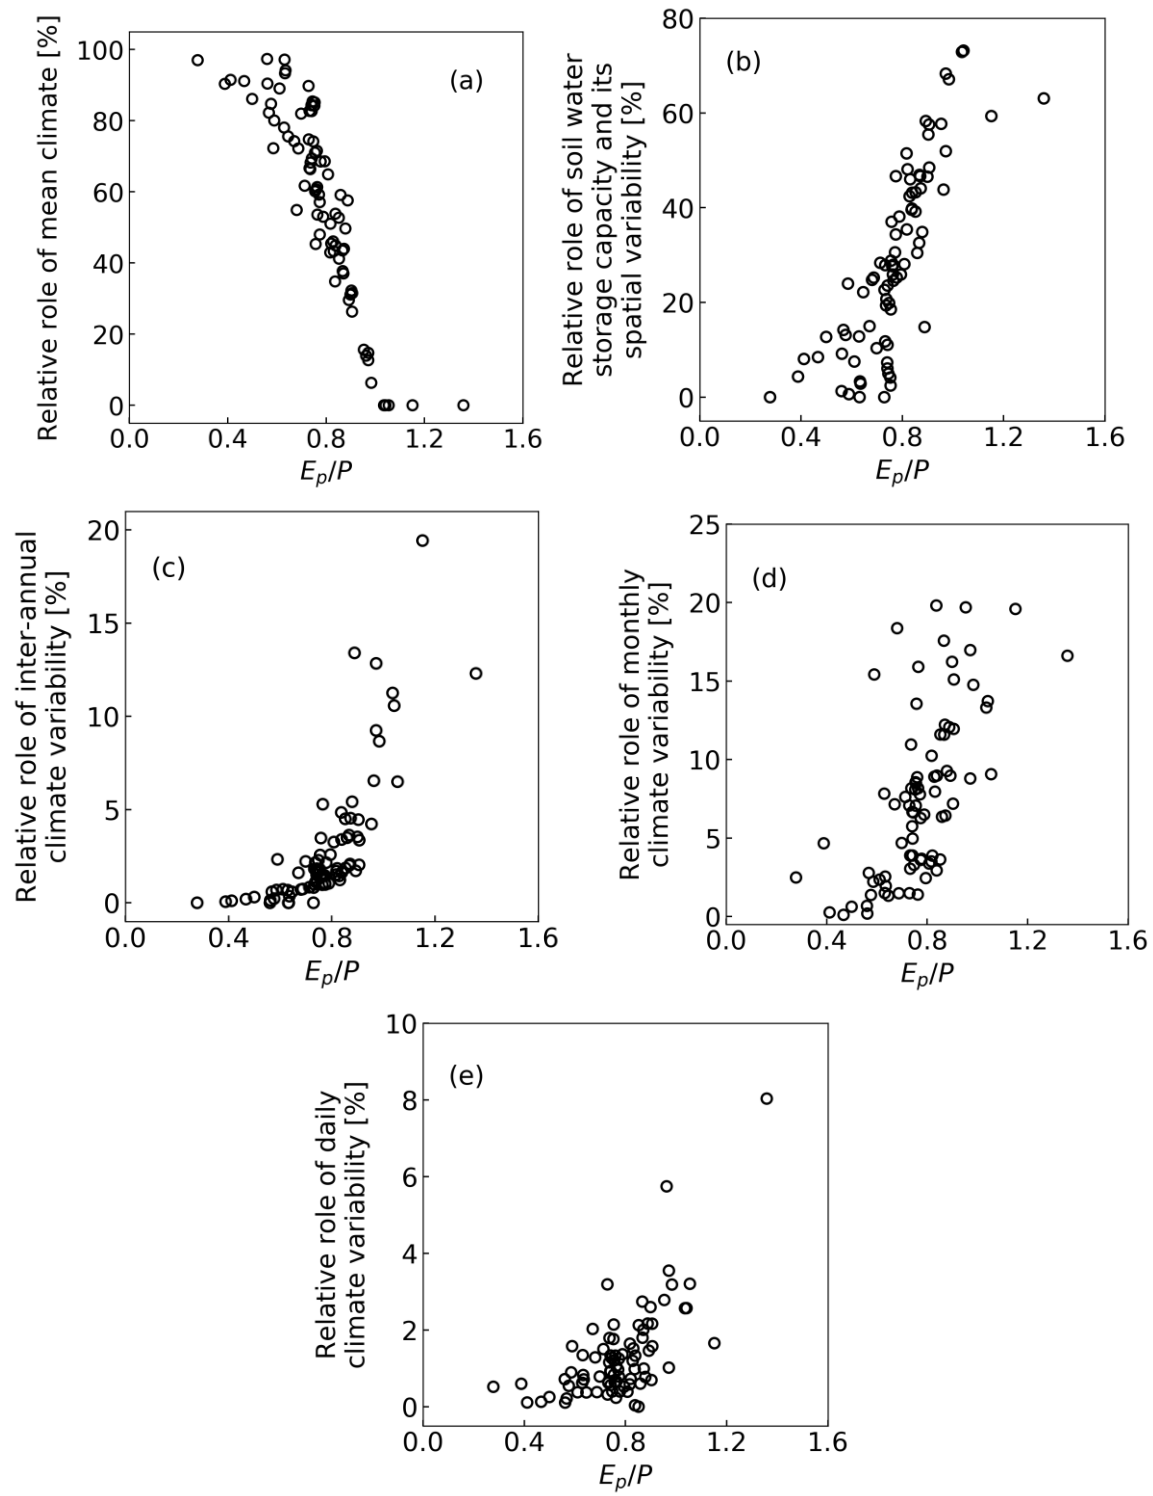 Relative role of mean climate [%]
100
80
60
40
20
0
(a)
0.0 0.4 0.8 1.2 1.6
Ep/P
Relative role of soil water
storage capacity and its
spatial variability [%]
80
60
40
20
0
(b)
0.0 0.4 0.8 1.2 1.6
Ep/P
Relative role of inter-annual
climate variability [%]
20
15
10
5
0
(c)
0.0 0.4 0.8 1.2 1.6
Ep/P
Relative role of monthly
climate variability [%]
25
20
15
10
5
0
(d)
0.0 0.4 0.8 1.2 1.6
Ep/P
Relative role of daily
climate variability [%]
10
8
6
4
2
0
(e)
0.0 0.4 0.8 1.2 1.6
Ep/P